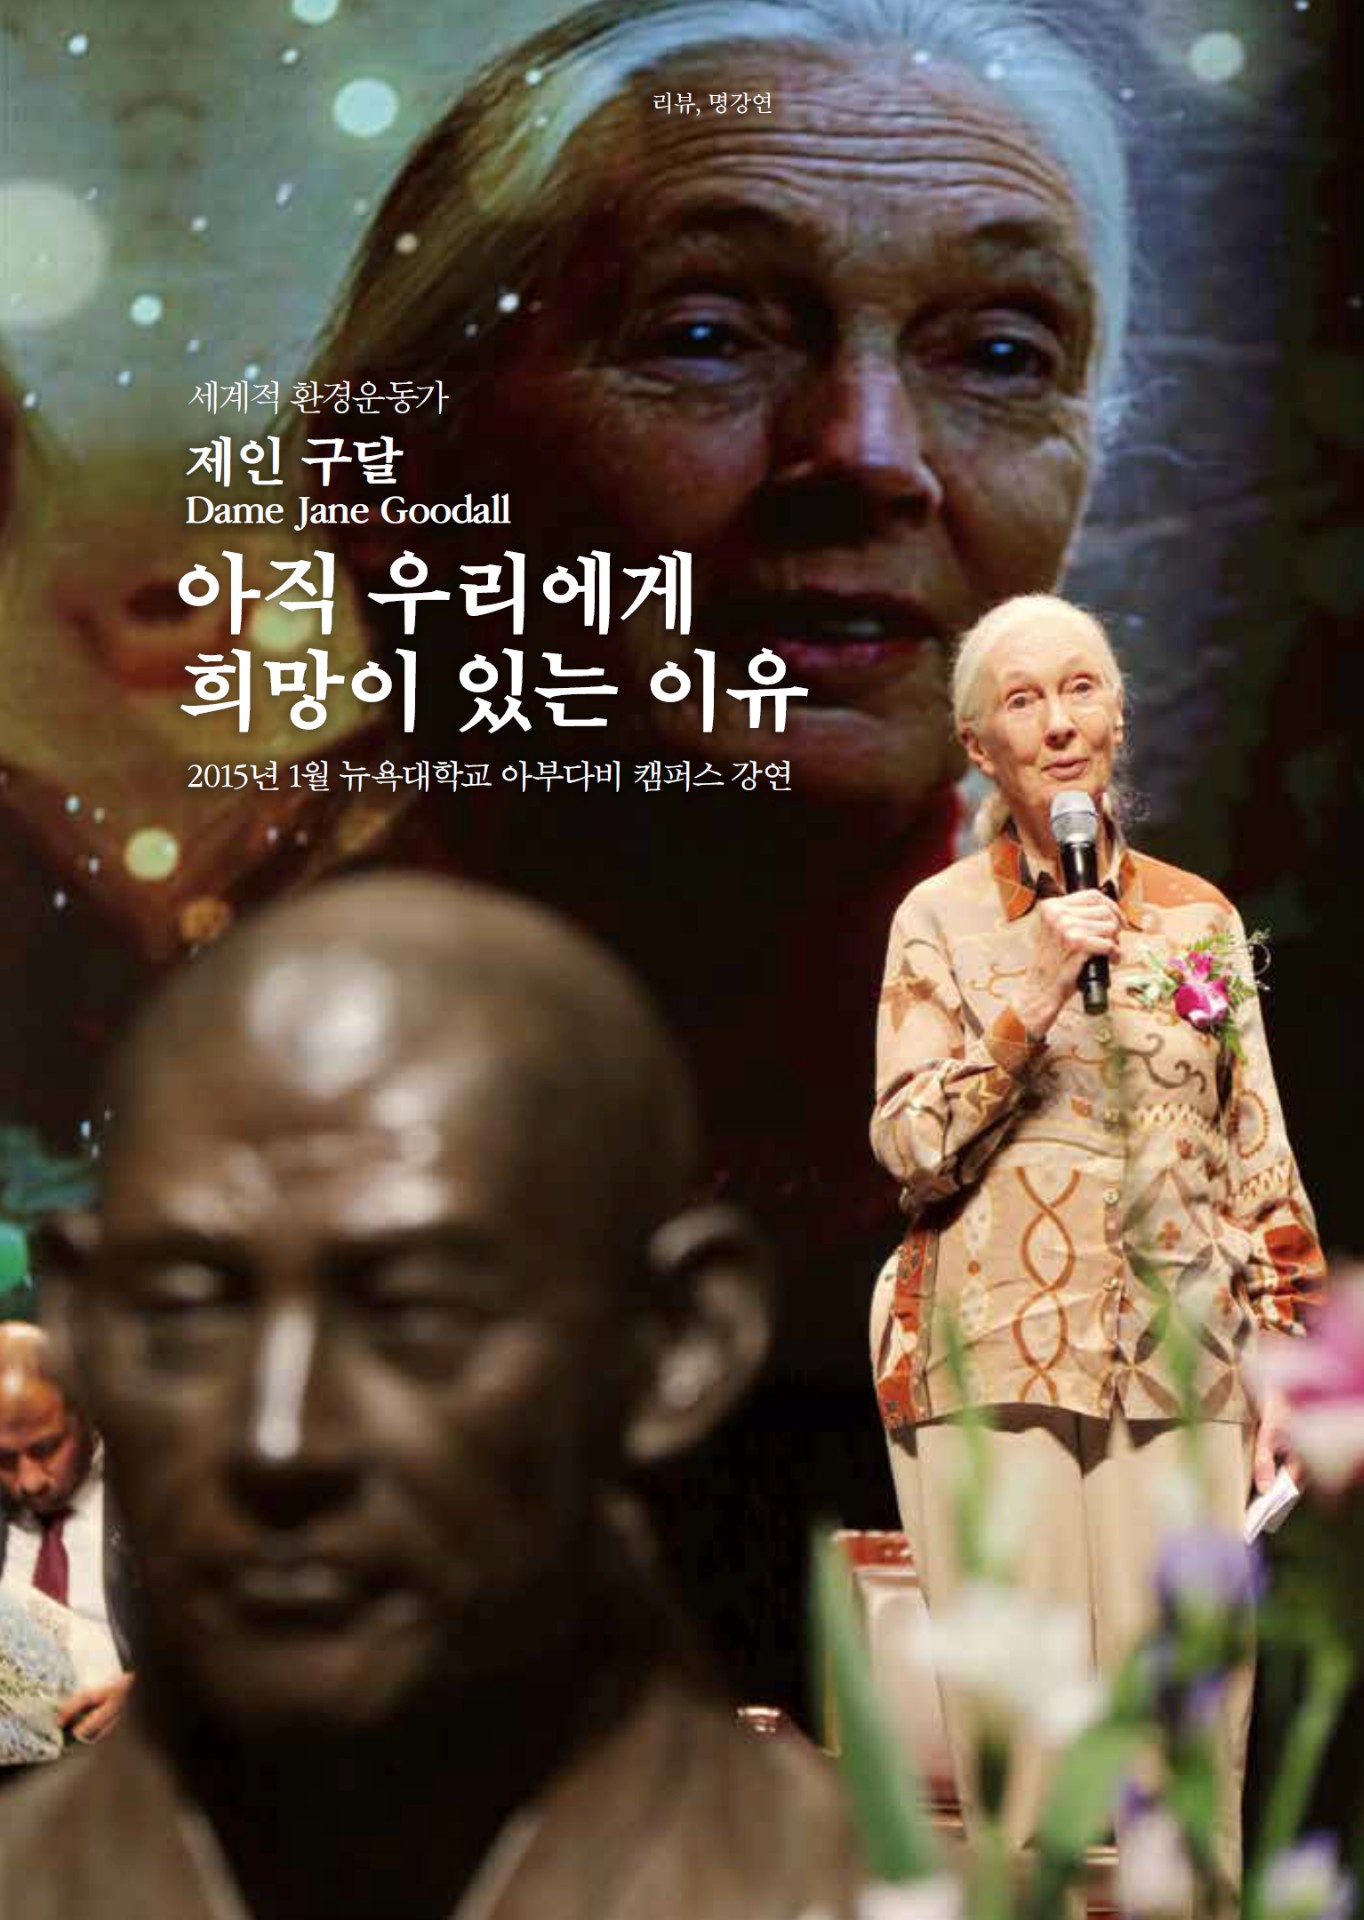 리뷰, 명강연
세계적 환경운동가
제인 구달
Dame Jane Goodall
아직 우리에게
희망이 있는 이유
2015년 1월 뉴욕대학교 아부다비 캠퍼스 강연